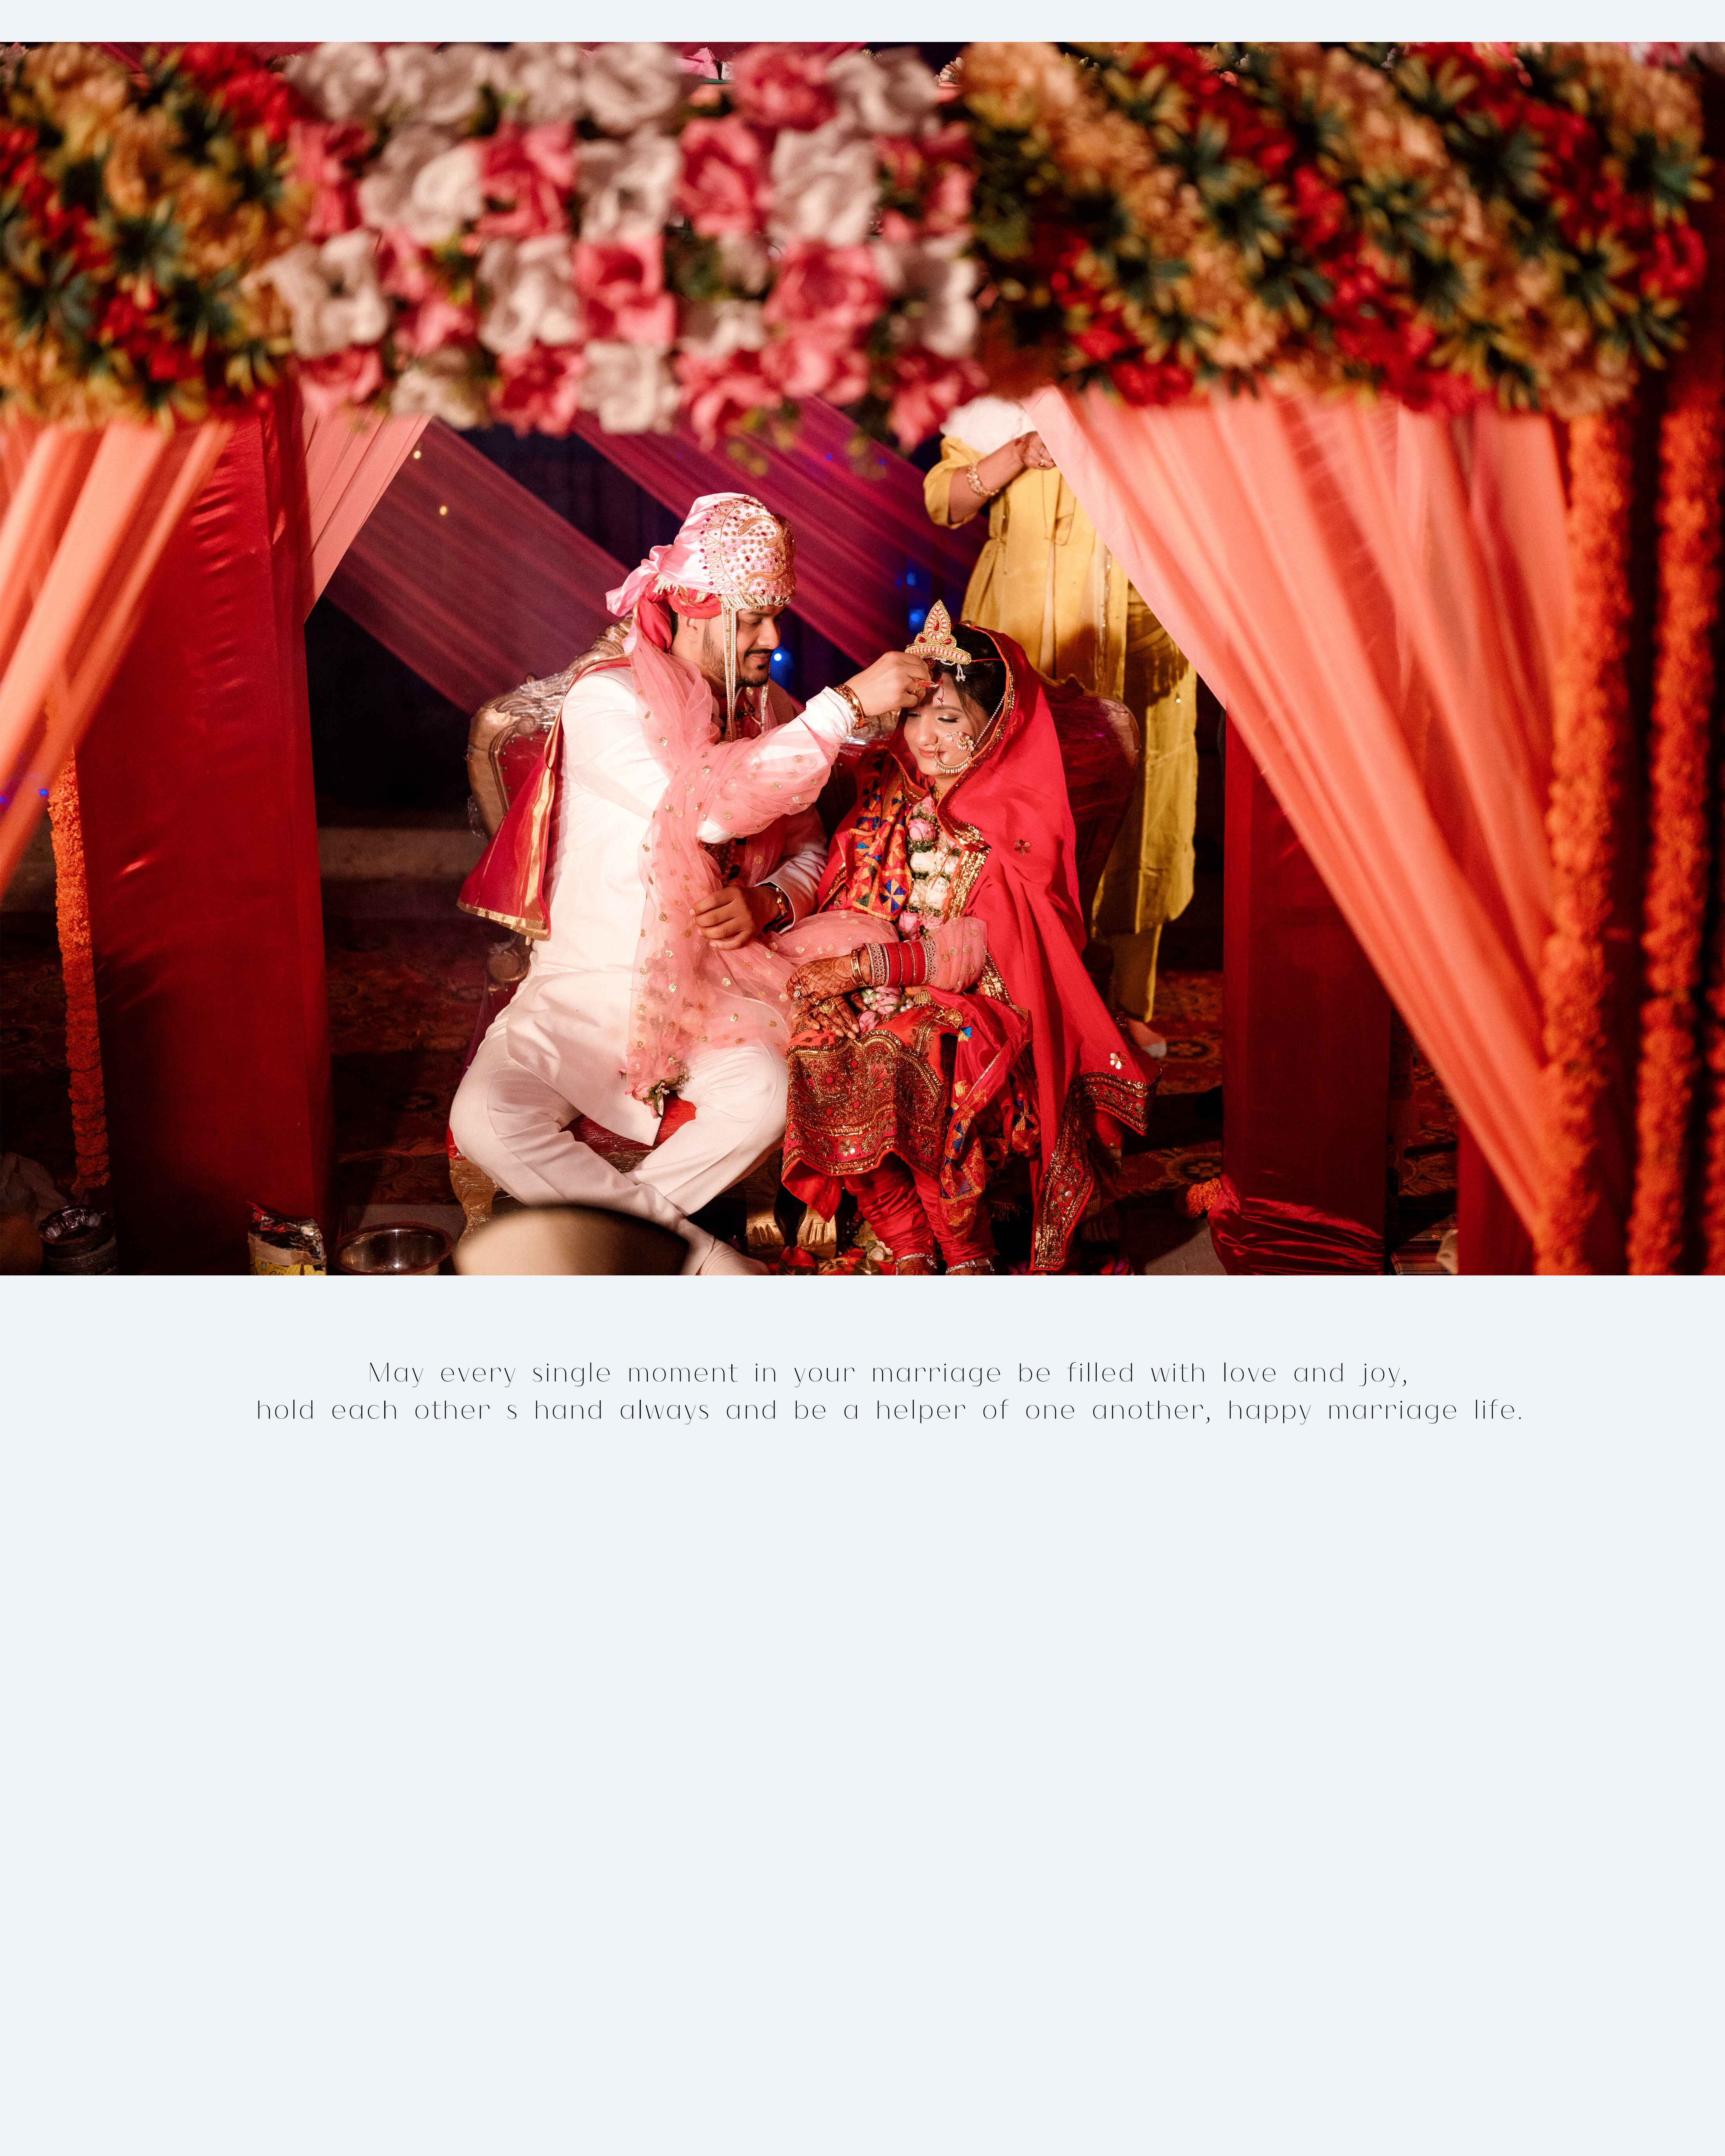 May every single moment in your marriage be filled with love and joy,
hold each other s hand always and be a helper of one another, happy marriage life.